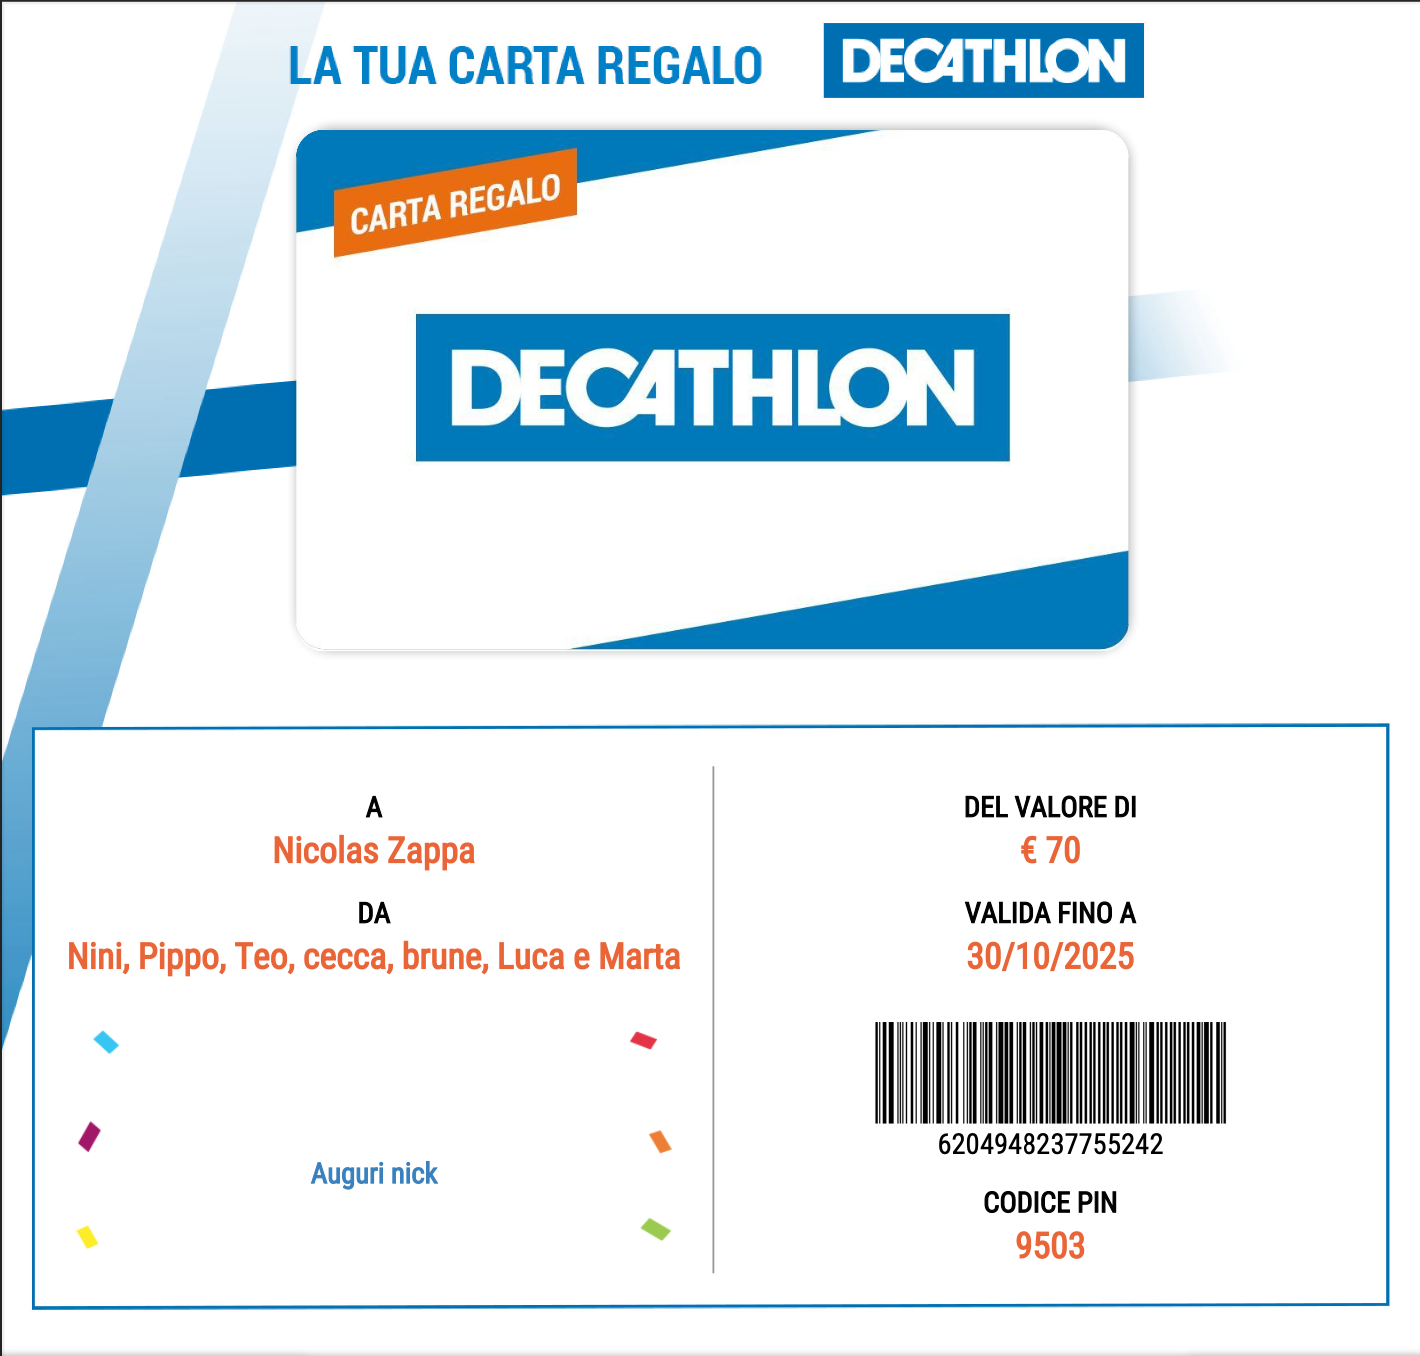 LA TUA CARTA REGALO
DECATHLON
CARTA REGALO
DECATHLON
A
Nicolas Zappa
DA
Nini, Pippo, Teo, cecca, brune, Luca e Marta
Auguri nick
DEL VALORE DI
€ 70
VALIDA FINO A
30/10/2025
6204948237755242
CODICE PIN
9503